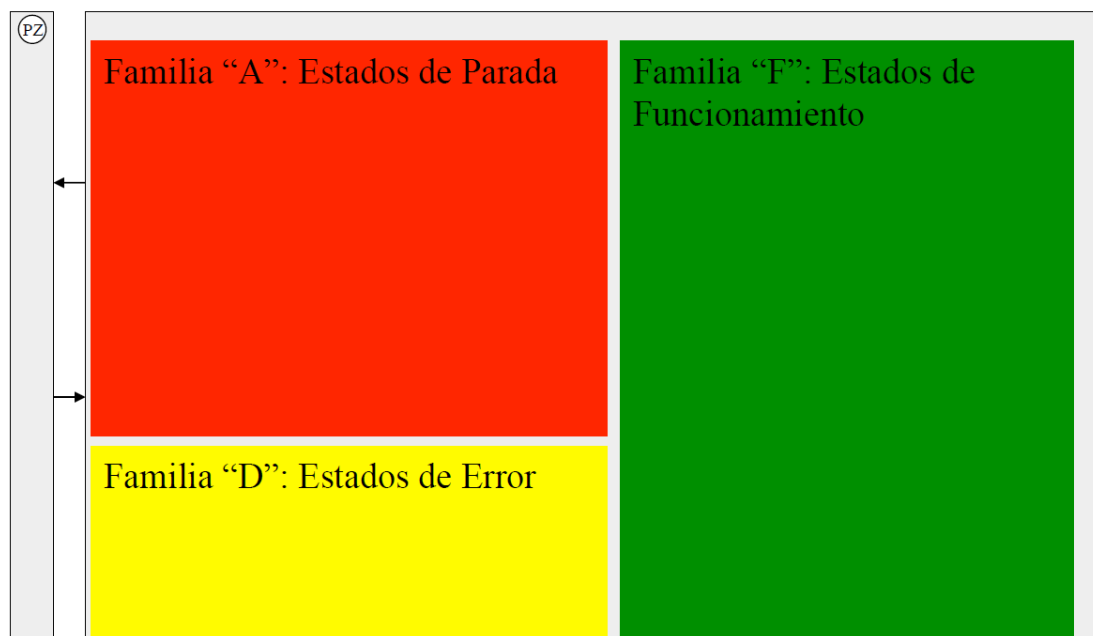 PZ
Familia “A”: Estados de Parada
Familia “F”: Estados de
Funcionamiento
Familia “D”: Estados de Error